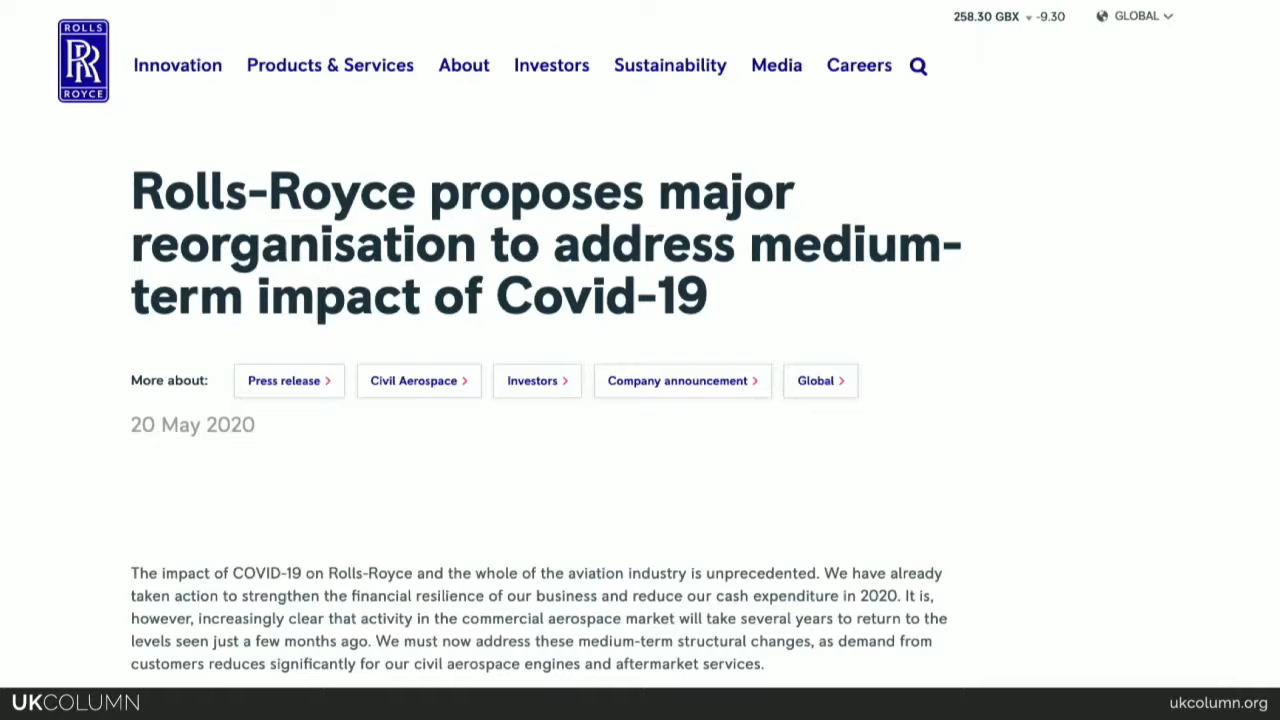 258.30 GBX -9.30 GLOBAL
ROLLS
RR
ROYCE
Innovation Products & Services About Investors Sustainability Media Careers
Rolls-Royce proposes major
reorganisation to address medium-
term impact of Covid-19
More about: Press release Civil Aerospace Investors Company announcement Global
20 May 2020
The impact of COVID-19 on Rolls-Royce and the whole of the aviation industry is unprecedented. We have already
taken action to strengthen the financial resilience of our business and reduce our cash expenditure in 2020. It is,
however, increasingly clear that activity in the commercial aerospace market will take several years to return to the
levels seen just a few months ago. We must now address these medium-term structural changes, as demand from
customers reduces significantly for our civil aerospace engines and aftermarket services.
UKCOLUMN ukcolumn.org